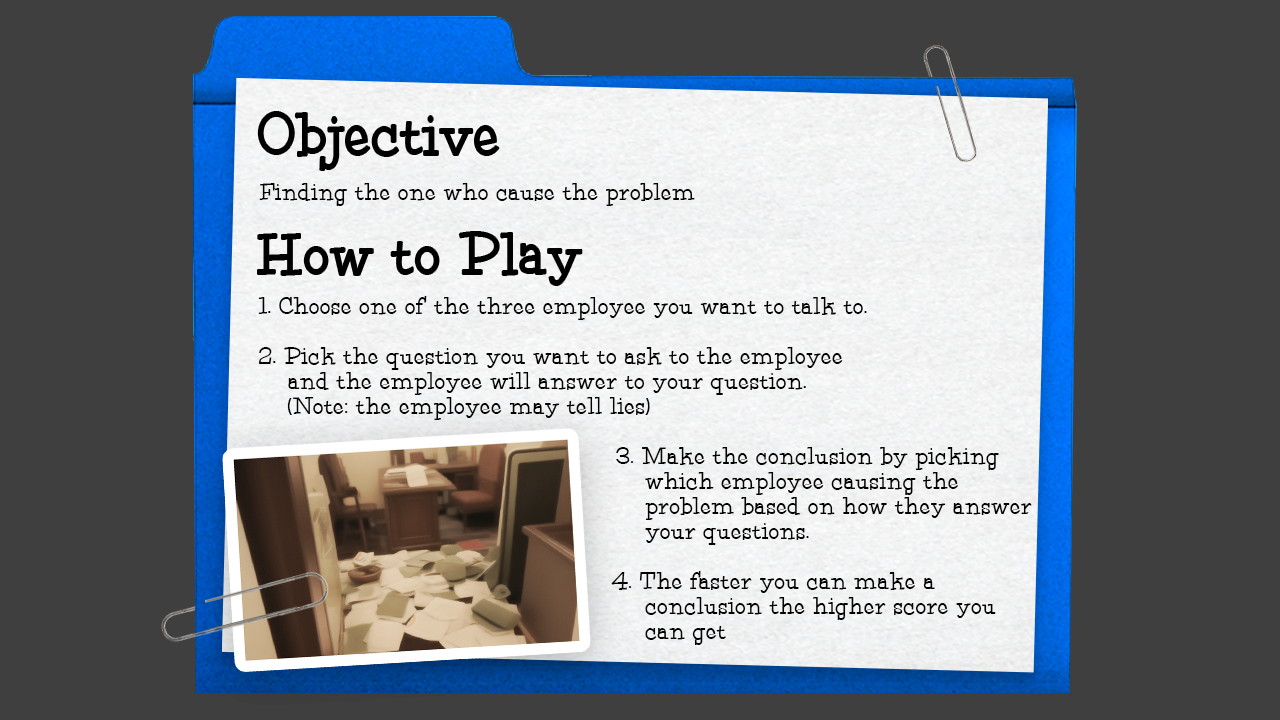 Objective
Finding the one who cause the problem
How to Play
1. Choose one of the three employee you want to talk to.
2. Pick the question you want to ask to the employee
and the employee will answer to your question.
(Note: the employee may tell lies)
3. Make the conclusion by picking
which employee causing the
problem based on how they answer
your questions.
4. The faster you can make a
conclusion the higher score you
can get